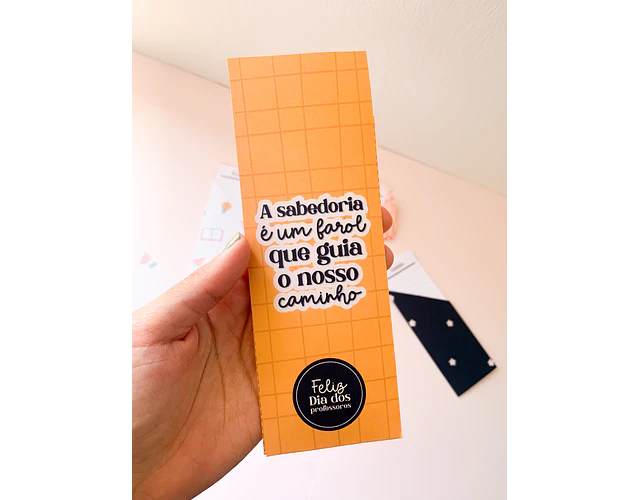 A sabedoria
é um farol
que guia
o nosso
caminho
Feliz
Dia dos
professores